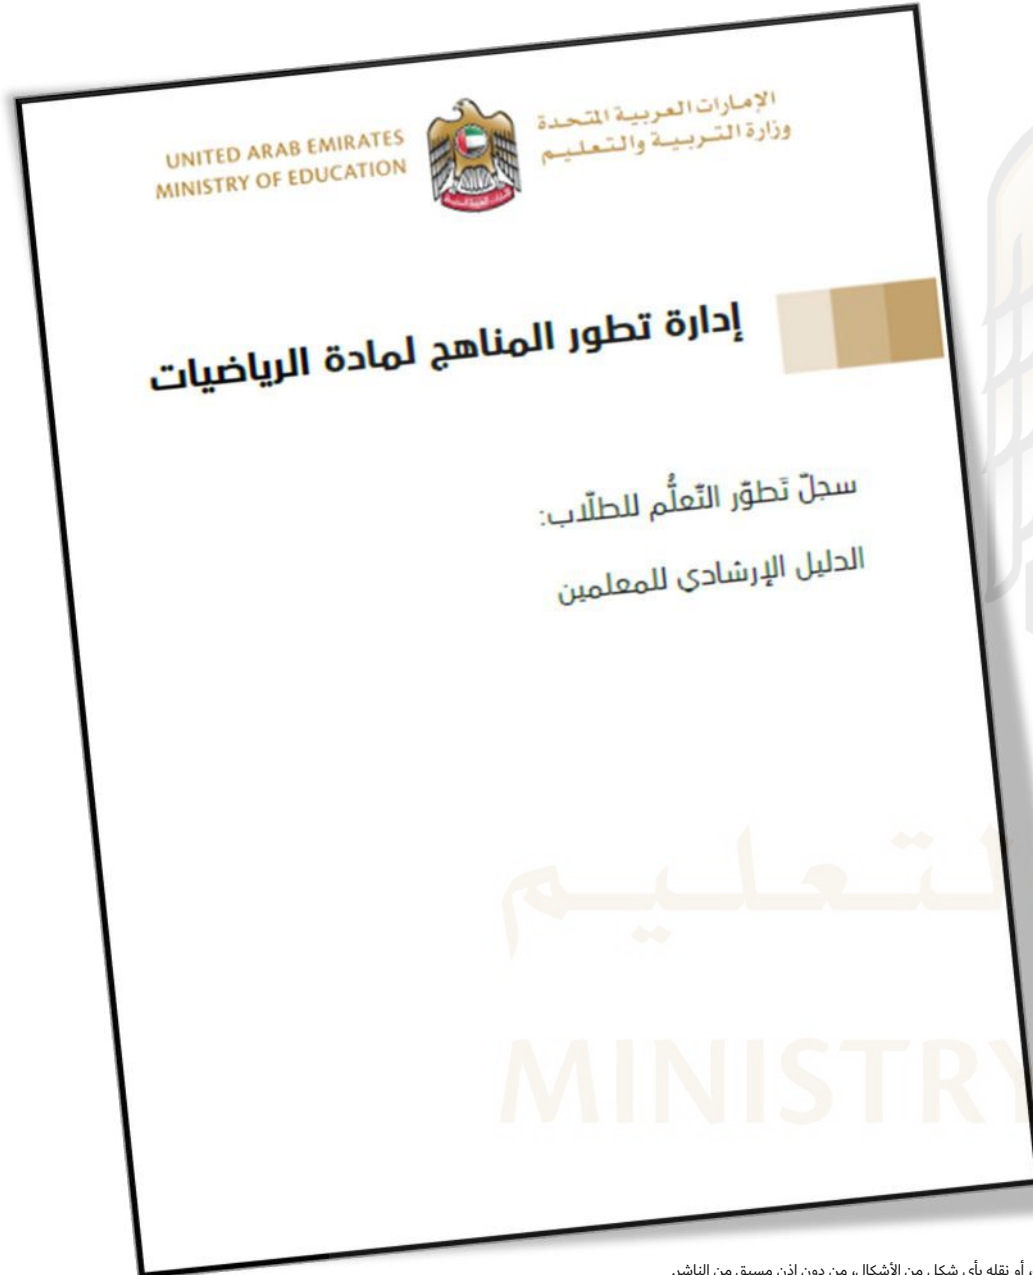 الإمارات العربية المتحدة
وزارة التربية والتعليم
UNITED ARAB EMIRATES
MINISTRY OF EDUCATION
إدارة تطور المناهج لمادة الرياضيات
سجلّ تَطوّر التّعلُّم للطلّاب:
الدليل الإرشادي للمعلمين
لتعليم
MINISTRY
أو نقله بأي شكل من الأشكال، من دون إذن مسبق من الناشر.